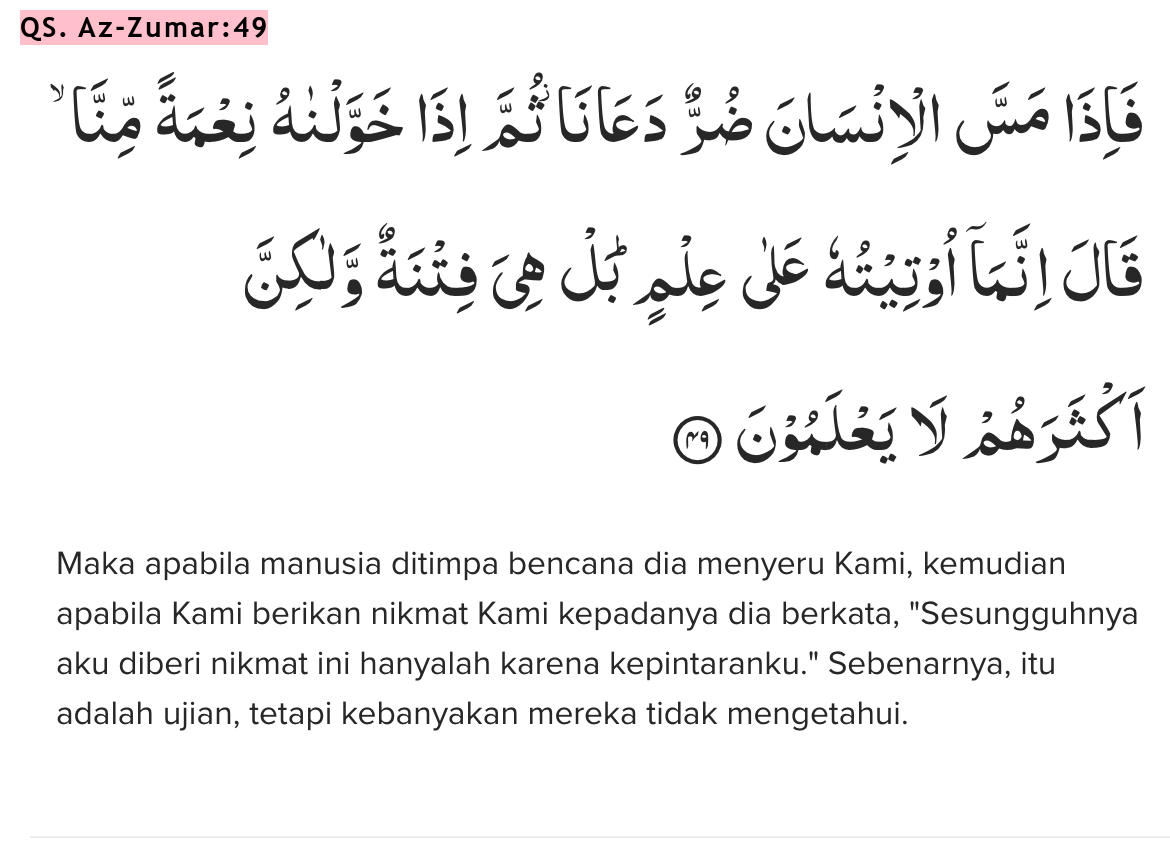 QS. Az-Zumar:49
فَاِذَا مَسَّ الْاِنْسَانَ ضُرٌّ دَعَانَاۖ ثُمَّ اِذَا خَوَّلْنٰهُ نِعْمَةً مِّنَّاۙ
قَالَ اِنَّمَآ اُوْتِيْتُهٗ عَلٰى عِلْمٍ ۗبَلْ هِيَ فِتْنَةٌ وَّلٰكِنَّ
اَكْثَرَهُمْ لَا يَعْلَمُوْنَ ٤٩
Maka apabila manusia ditimpa bencana dia menyeru Kami, kemudian
apabila Kami berikan nikmat Kami kepadanya dia berkata, "Sesungguhnya
aku diberi nikmat ini hanyalah karena kepintaranku." Sebenarnya, itu
adalah ujian, tetapi kebanyakan mereka tidak mengetahui.